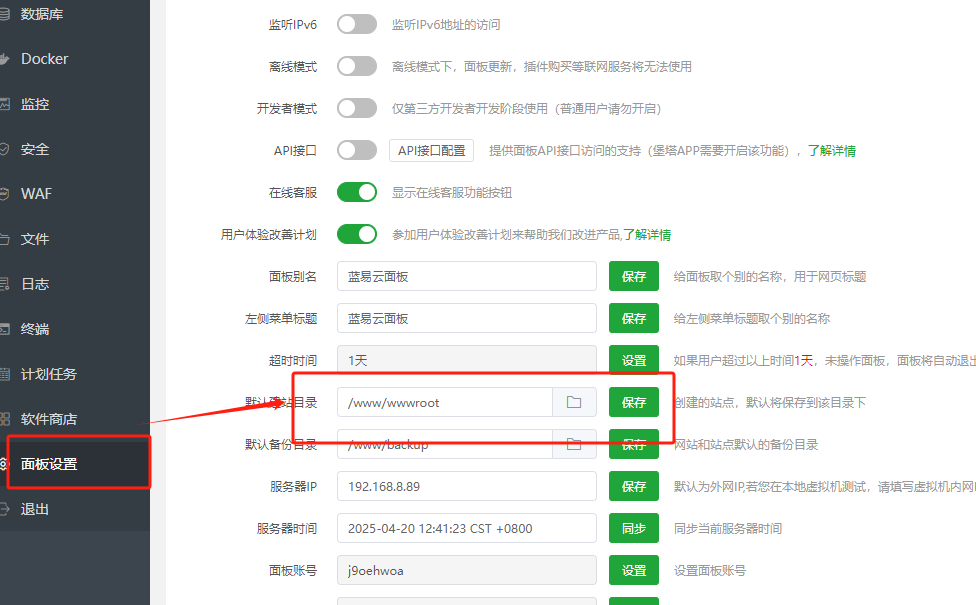 数据库
Docker
监控
安全
WAF
文件
日志
终端
计划任务
软件商店
面板设置
退出
监听IPv6 监听IPv6地址的访问
离线模式 离线模式下，面板更新，插件购买等联网服务将无法使用
开发者模式 仅第三方开发者开发阶段使用（普通用户请勿开启）
API接口 API接口配置 提供面板API接口访问的支持（堡塔APP需要开启该功能），了解详情
在线客服 显示在线客服功能按钮
用户体验改善计划 参加用户体验改善计划来帮助我们改进产品,了解详情
面板别名 蓝易云面板 保存 给面板取个别的名称，用于网页标题
左侧菜单标题 蓝易云面板 保存 给左侧菜单标题取个别的名称
超时时间 1天 设置 如果用户超过以上时间1天，未操作面板，面板将自动退出
默认建站目录 /www/wwwroot 保存 创建的站点，默认将保存到该目录下
默认备份目录 /www/backup 保存 网站和站点默认的备份目录
服务器IP 192.168.8.89 保存 默认为外网IP,若您在本地虚拟机测试，请填写虚拟机内网
服务器时间 2025-04-20 12:41:23 CST +0800 同步 同步当前服务器时间
面板账号 j9oehwoa 设置 设置面板账号